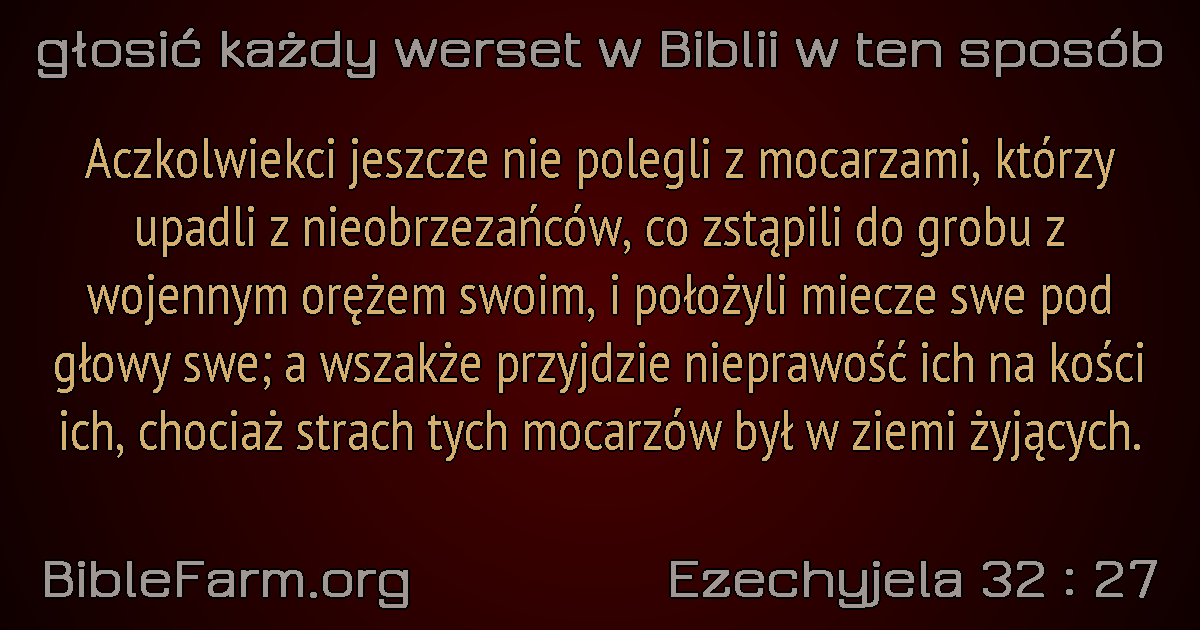 głosić każdy werset w Biblii w ten sposób
Aczkolwiekci jeszcze nie polegli z mocarzami, którzy
upadli z nieobrzezańców, co zstąpili do grobu z
wojennym orężem swoim, i położyli miecze swe pod
głowy swe; a wszakże przyjdzie nieprawość ich na kości
ich, chociaż strach tych mocarzów był w ziemi żyjących.
BibleFarm.org
Ezechyjela 32 : 27